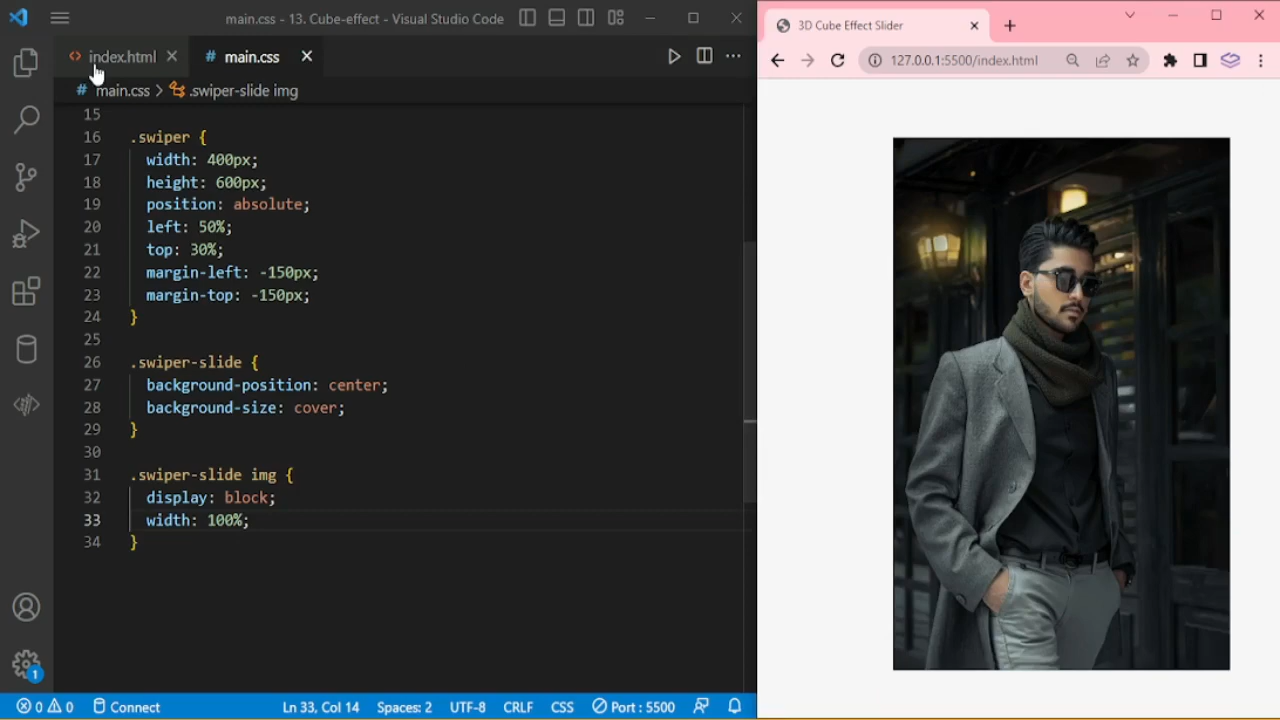 main.css - 13. Cube-effect - Visual Studio Code
index.html
main.css
main.css > .swiper-slide img
15
16 .swiper {
17 width: 400px;
18 height: 600px;
19 position: absolute;
20 left: 50%;
21 top: 30%;
22 margin-left: -150px;
23 margin-top: -150px;
24 }
25
26 .swiper-slide {
27 background-position: center;
28 background-size: cover;
29 }
30
31 .swiper-slide img {
32 display: block;
33 width: 100%;
34 }
1
0 0 Connect Ln 33, Col 14 Spaces: 2 UTF-8 CRLF CSS Port : 5500
3D Cube Effect Slider
127.0.0.1:5500/index.html